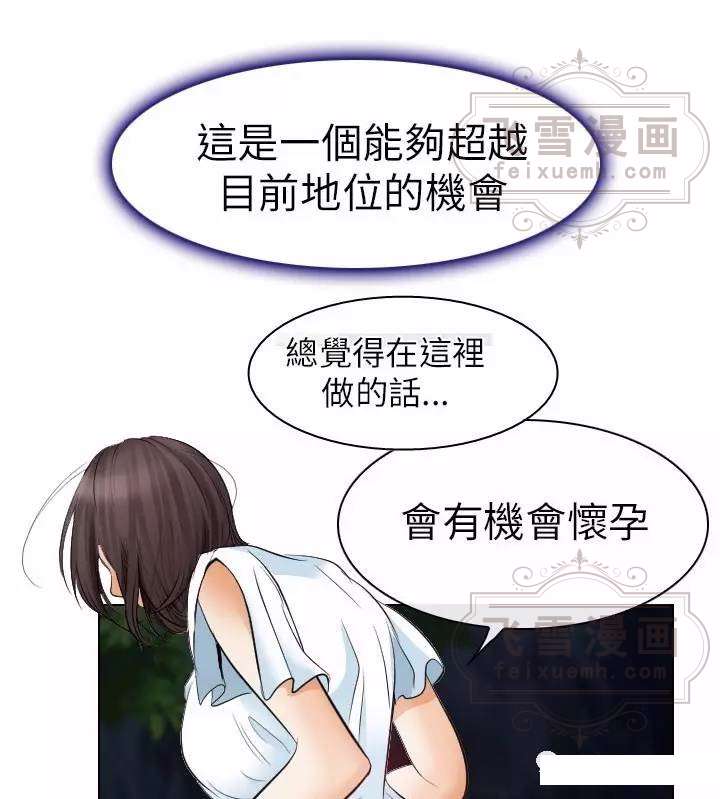 這是一個能夠超越
目前地位的機會
飞雪漫画
feixuemh.com
總覺得在這裡
做的話...
會有機會懷孕
飞雪漫画
feixuemh.com